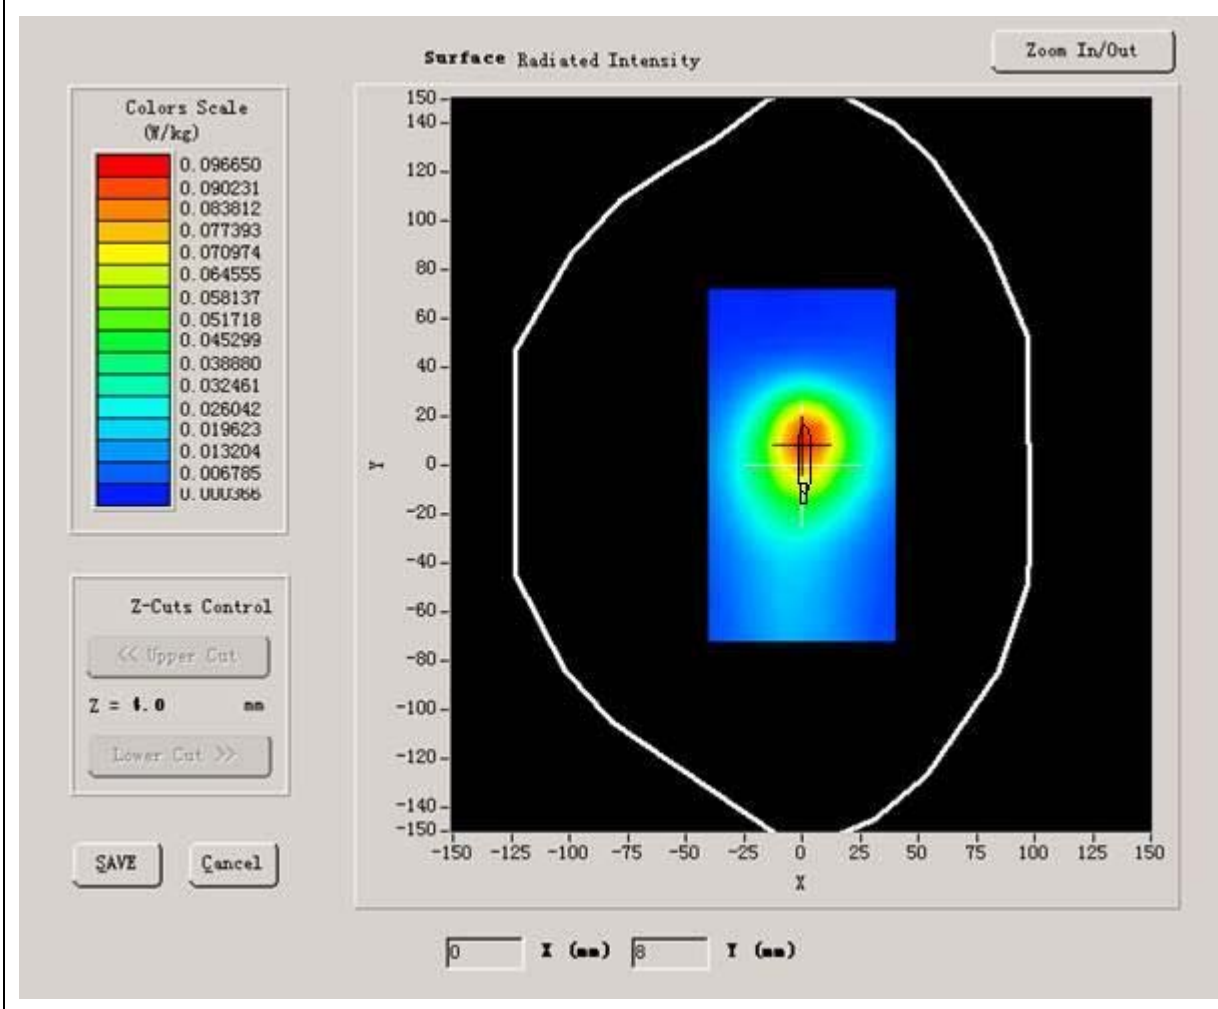 Surface Radiated Intensity
Zoom In/Out
Colors Scale
(W/kg)
0.096650
0.090231
0.083812
0.077393
0.070974
0.064555
0.058137
0.051718
0.045299
0.038880
0.032461
0.026042
0.019623
0.013204
0.006785
0.000366
Z-Cuts Control
<< Upper Cut
Z = 4.0 mm
Lower Cut >>
SAVE
Cancel
150
140
120
100
80
60
40
20
0
-20
-40
-60
-80
-100
-120
-140
-150
Y
-150 -125 -100 -75 -50 -25 0 25 50 75 100 125 150
X
0 X (mm) 8 Y (mm)